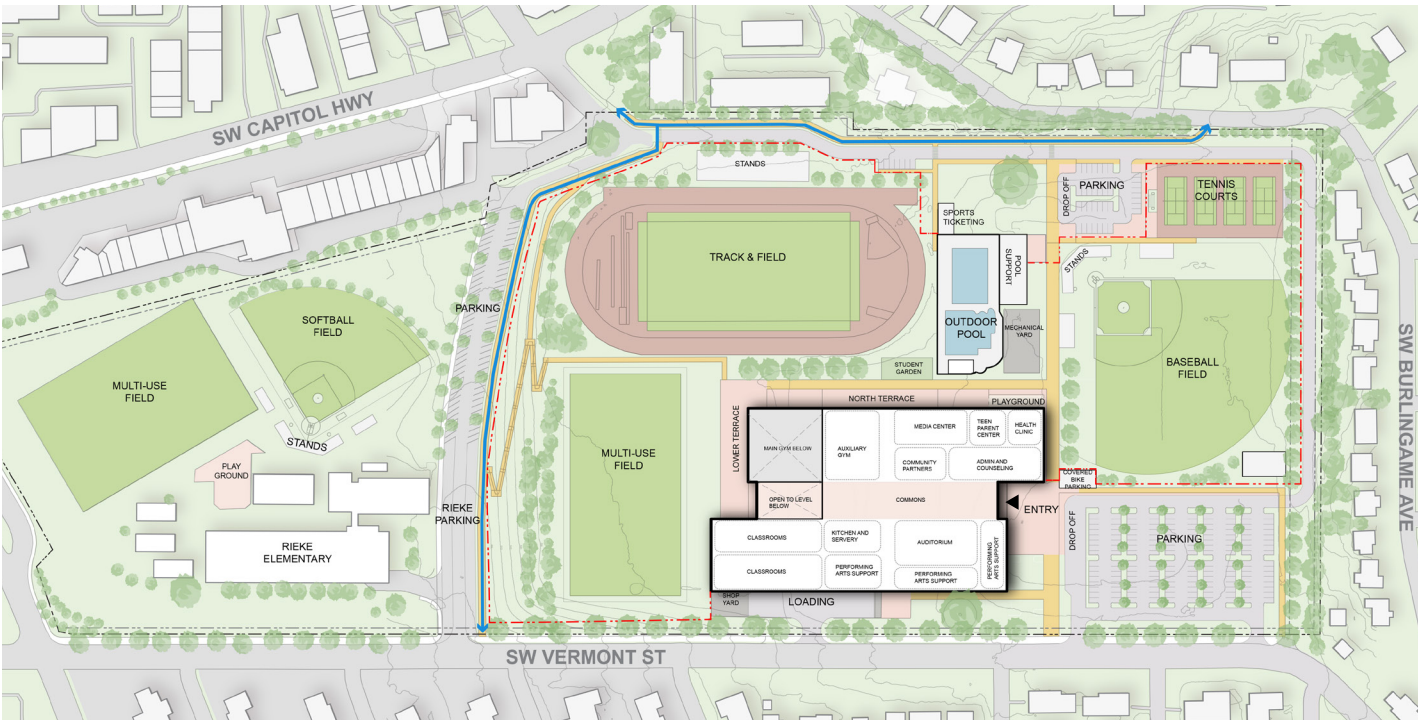 SW CAPITOL HWY
STANDS
PARKING
DROP OFF
TENNIS
COURTS
SPORTS
TICKETING
TRACK & FIELD
POOL
SUPPORT
STANDS
PARKING
SOFTBALL
FIELD
OUTDOOR
POOL
MECHANICAL
YARD
SW BURLINGAME AVE
BASEBALL
FIELD
STUDENT
GARDEN
MULTI-USE
FIELD
NORTH TERRACE
PLAYGROUND
LOWER TERRACE
MEDIA CENTER
TEEN
PARENT
CENTER
HEALTH
CLINIC
STANDS
MAIN GYM BELOW
AUXILIARY
GYM
MULTI-USE
FIELD
COMMUNITY
PARTNERS
ADMIN AND
COUNSELING
PLAY
GROUND
COVERED
BIKE
PARKING
OPEN TO LEVEL
BELOW
COMMONS
ENTRY
RIEKE
PARKING
DROP OFF
PARKING
CLASSROOMS
KITCHEN AND
SERVERY
AUDITORIUM
PERFORMING
ARTS SUPPORT
RIEKE
ELEMENTARY
CLASSROOMS
PERFORMING
ARTS SUPPORT
PERFORMING
ARTS SUPPORT
SHOP
YARD
LOADING
SW VERMONT ST